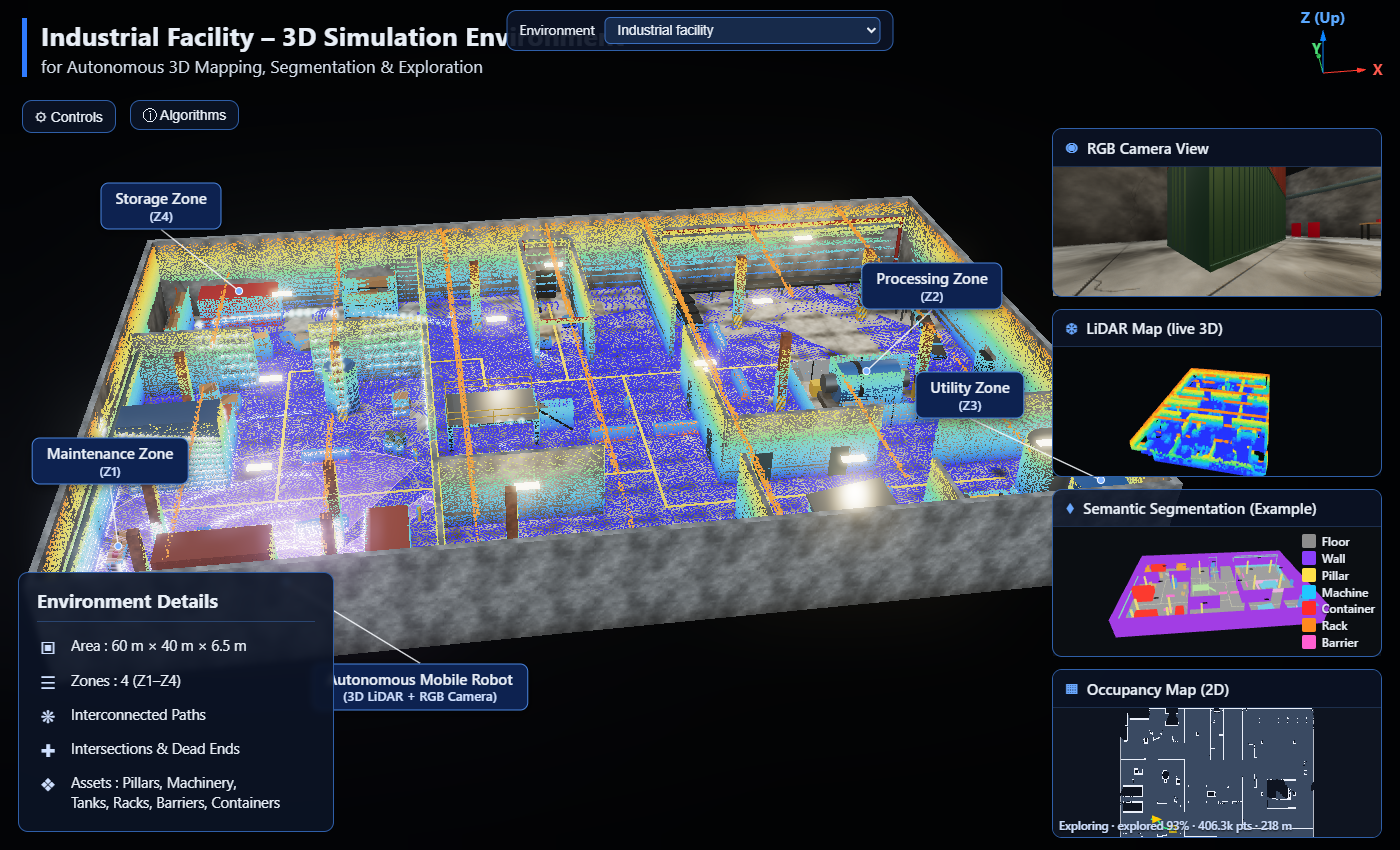 Industrial Facility – 3D Simulation Environment
for Autonomous 3D Mapping, Segmentation & Exploration
Environment
Industrial facility
Z (Up)
Y
X
Controls
Algorithms
Storage Zone
(Z4)
Processing Zone
(Z2)
Utility Zone
(Z3)
Maintenance Zone
(Z1)
Autonomous Mobile Robot
(3D LiDAR + RGB Camera)
Environment Details
Area : 60 m × 40 m × 6.5 m
Zones : 4 (Z1–Z4)
Interconnected Paths
Intersections & Dead Ends
Assets : Pillars, Machinery,
Tanks, Racks, Barriers, Containers
RGB Camera View
LiDAR Map (live 3D)
Semantic Segmentation (Example)
Floor
Wall
Pillar
Machine
Container
Rack
Barrier
Occupancy Map (2D)
Exploring · explored 93% · 406.3k pts · 218 m